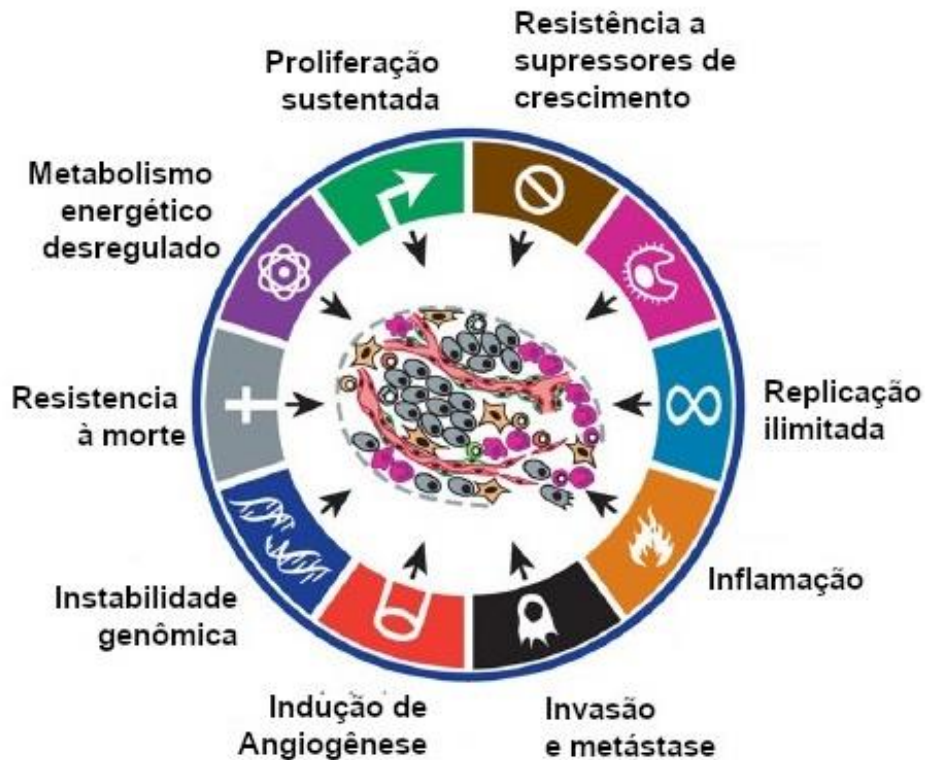 Proliferação
sustentada
Resistência a
supressores de
crescimento
Metabolismo
energético
desregulado
Resistencia
à morte
Replicação
ilimitada
Instabilidade
genômica
Inflamação
Indução de
Angiogênese
Invasão
e metástase